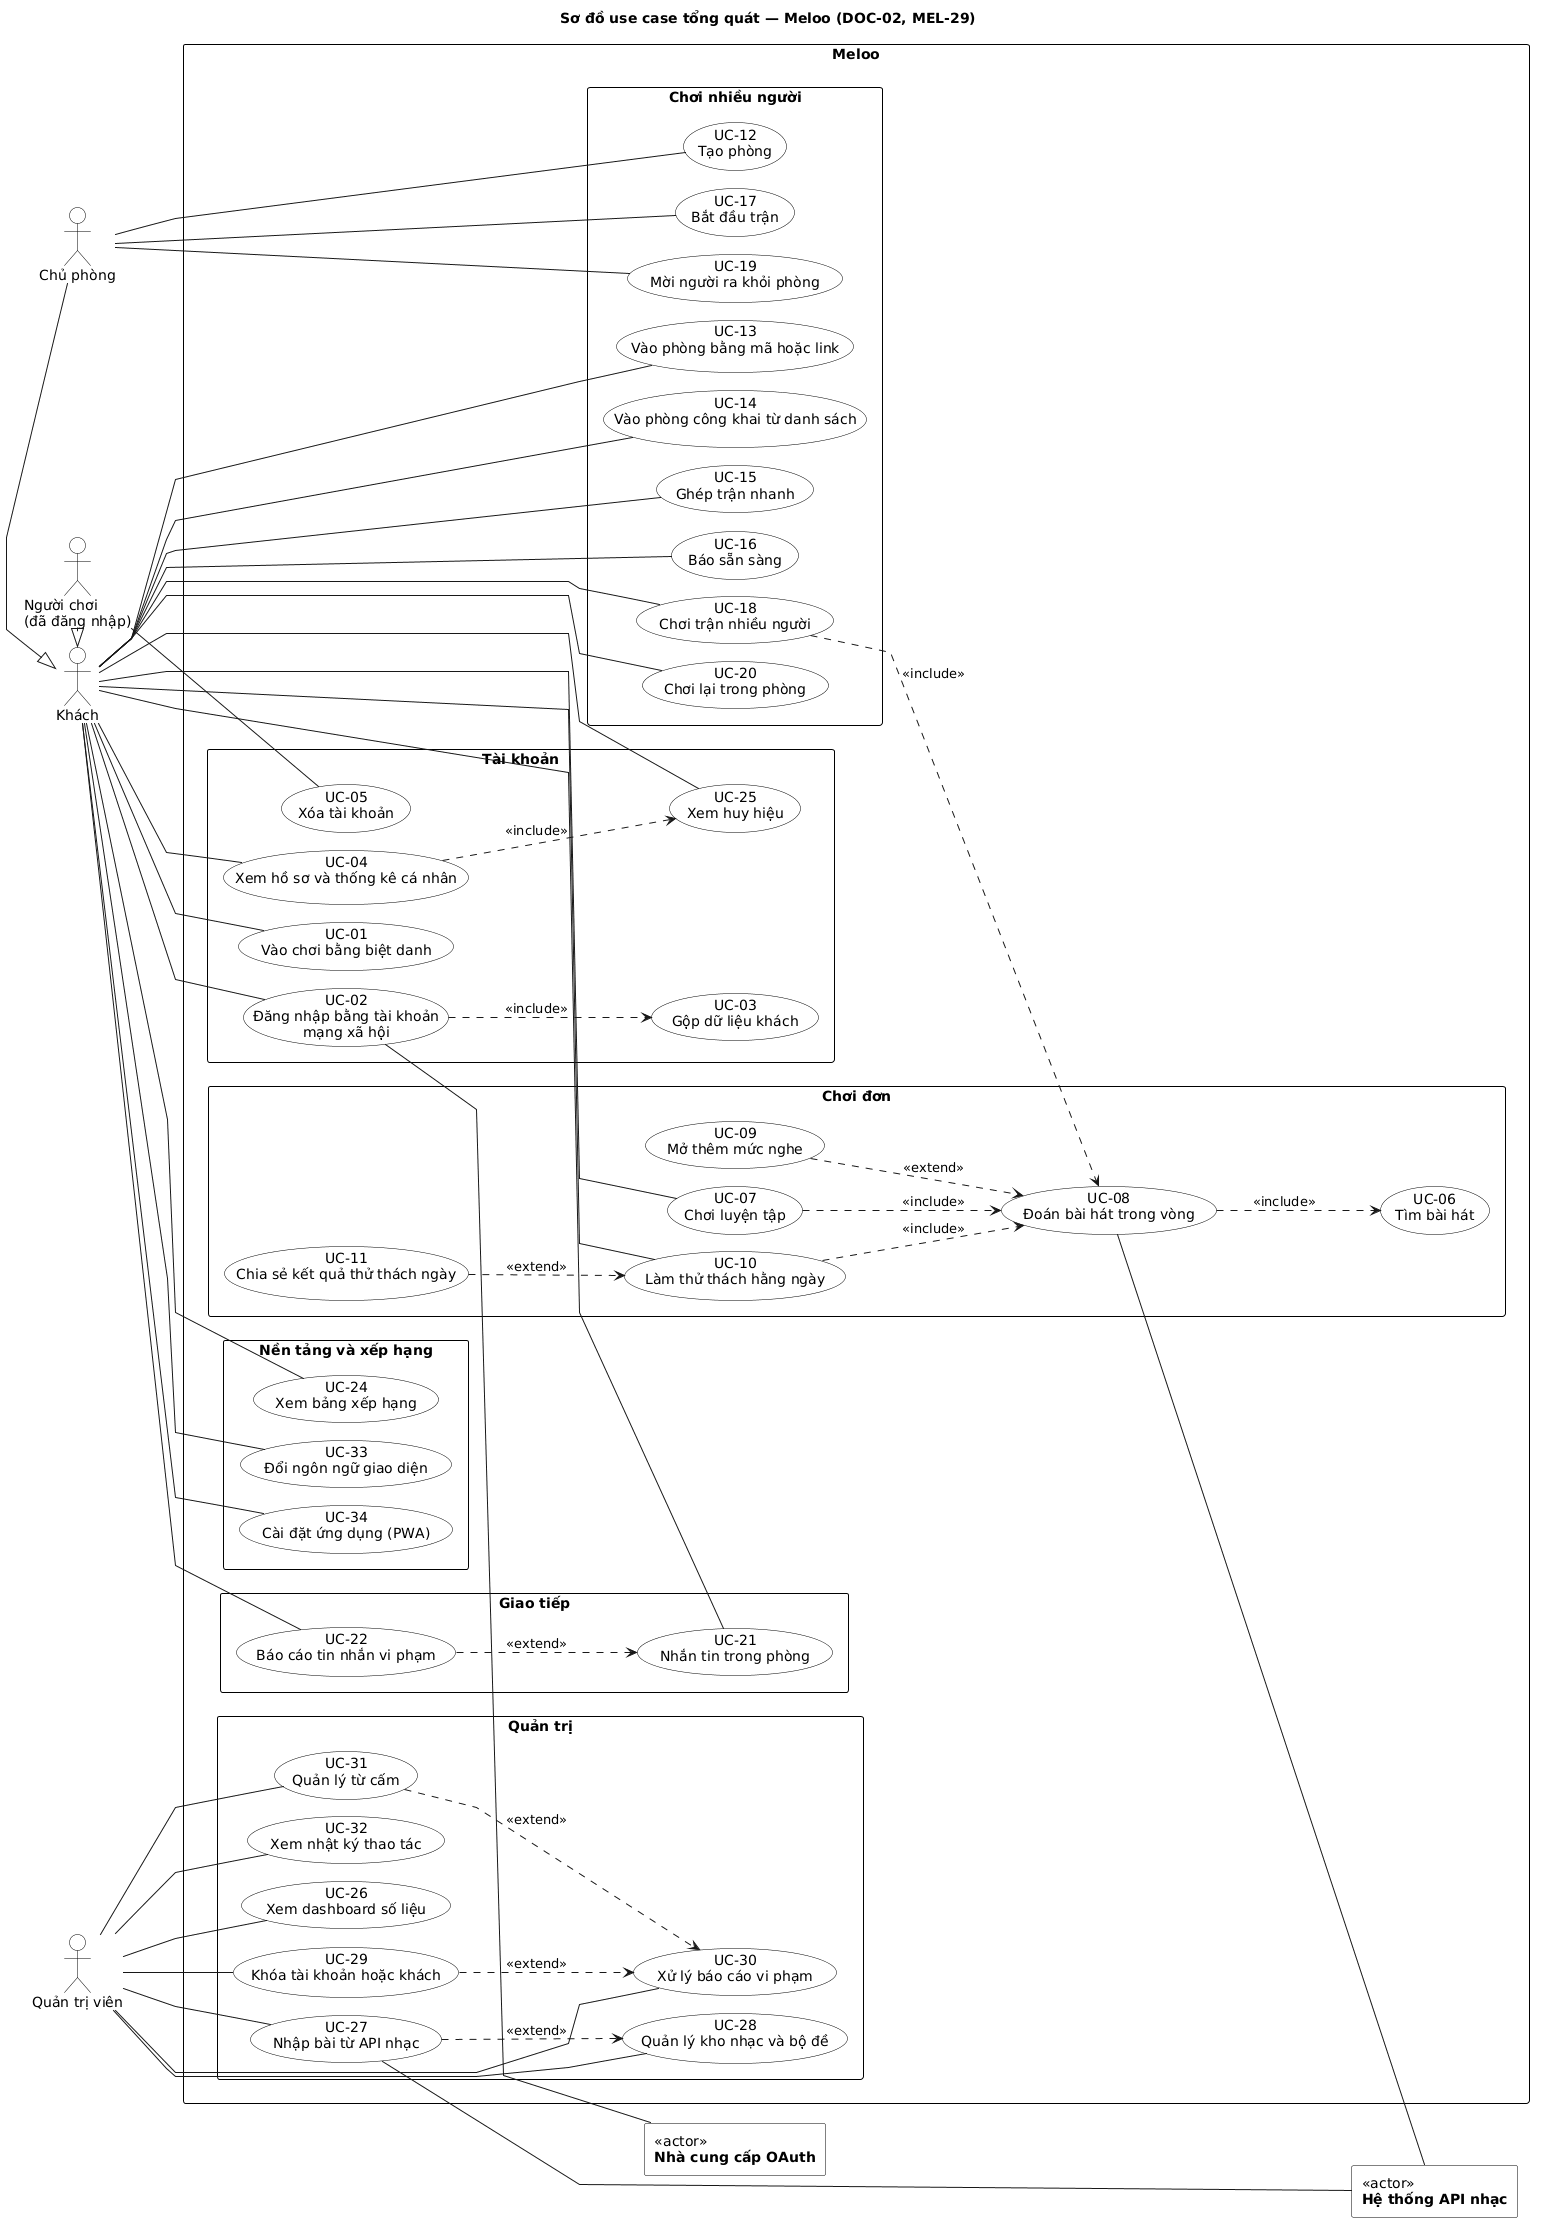 Sơ đồ use case tổng quát — Meloo (DOC-02, MEL-29)
Meloo
Chơi nhiều người
UC-12
Tạo phòng
UC-17
Bắt đầu trận
UC-19
Mời người ra khỏi phòng
UC-13
Vào phòng bằng mã hoặc link
UC-14
Vào phòng công khai từ danh sách
UC-15
Ghép trận nhanh
UC-16
Báo sẵn sàng
UC-18
Chơi trận nhiều người
UC-20
Chơi lại trong phòng
«include»
Chủ phòng
Người chơi
(đã đăng nhập)
Khách
Tài khoản
UC-05
Xóa tài khoản
UC-25
Xem huy hiệu
«include»
UC-04
Xem hồ sơ và thống kê cá nhân
UC-01
Vào chơi bằng biệt danh
UC-02
Đăng nhập bằng tài khoản
mạng xã hội
«include»
UC-03
Gộp dữ liệu khách
Chơi đơn
UC-09
Mở thêm mức nghe
«extend»
UC-07
Chơi luyện tập
«include»
UC-08
Đoán bài hát trong vòng
«include»
UC-06
Tìm bài hát
«include»
UC-11
Chia sẻ kết quả thử thách ngày
«extend»
UC-10
Làm thử thách hằng ngày
Nền tảng và xếp hạng
UC-24
Xem bảng xếp hạng
UC-33
Đổi ngôn ngữ giao diện
UC-34
Cài đặt ứng dụng (PWA)
Giao tiếp
UC-22
Báo cáo tin nhắn vi phạm
«extend»
UC-21
Nhắn tin trong phòng
Quản trị
UC-31
Quản lý từ cấm
«extend»
UC-32
Xem nhật ký thao tác
UC-26
Xem dashboard số liệu
UC-29
Khóa tài khoản hoặc khách
«extend»
UC-30
Xử lý báo cáo vi phạm
Quản trị viên
UC-27
Nhập bài từ API nhạc
«extend»
UC-28
Quản lý kho nhạc và bộ đề
«actor»
Nhà cung cấp OAuth
«actor»
Hệ thống API nhạc